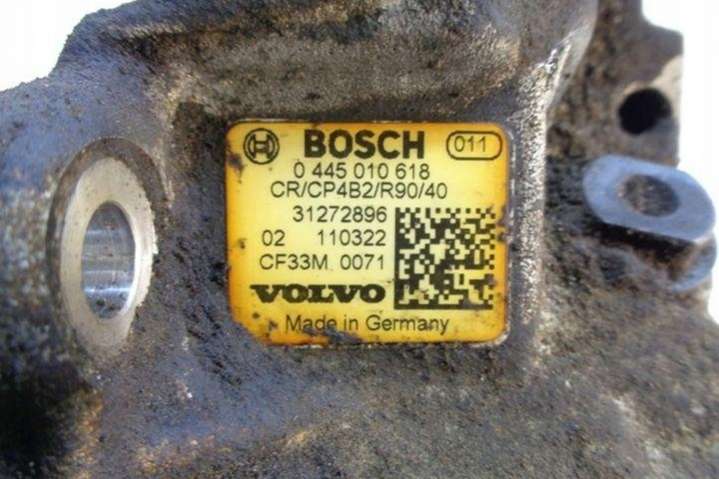 BOSCH 011
0 445 010 618
CR/CP4B2/R90/40
31272896
02 110322
CF33M 0071
VOLVO
Made in Germany